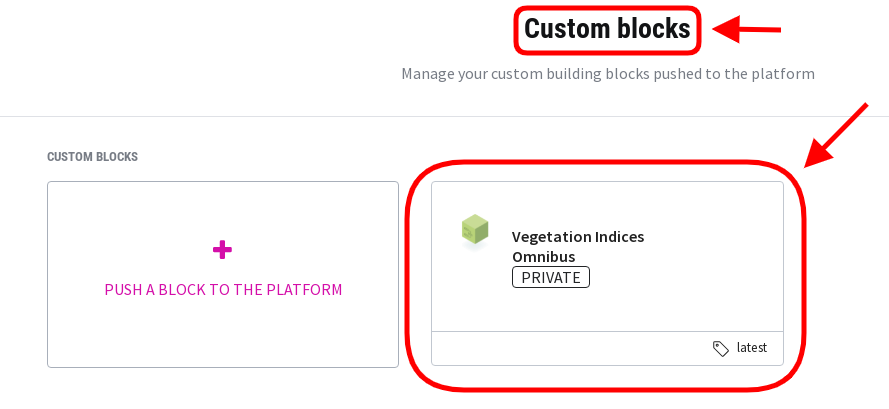 Custom blocks
Manage your custom building blocks pushed to the platform
CUSTOM BLOCKS
PUSH A BLOCK TO THE PLATFORM
Vegetation Indices
Omnibus
PRIVATE
latest